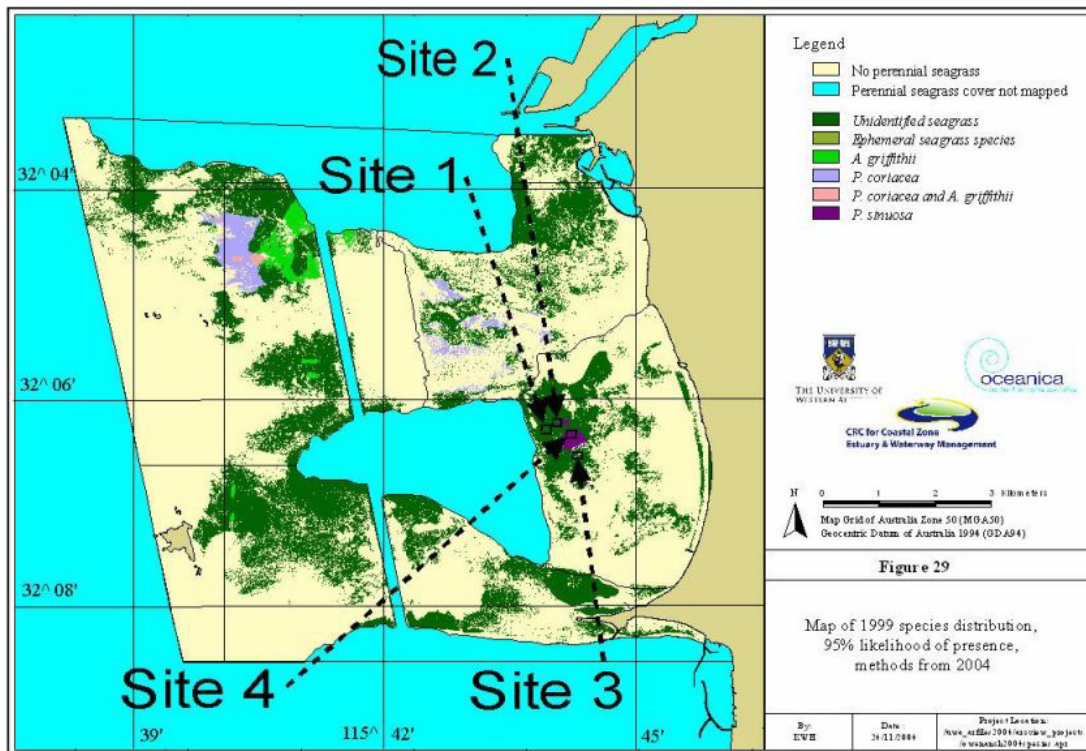 Site 2
Site 1
Site 4
Site 3
32^ 04'
32^ 06'
32^ 08'
39'
115^ 42'
45'
Legend
No perennial seagrass
Perennial seagrass cover not mapped
Unidentified seagrass
Ephemeral seagrass species
A. griffithii
P. coriacea
P. coriacea and A. griffithii
P. sinuosa
THE UNIVERSITY OF
WESTERN
oceanica
CRC for Coastal Zone
Estuary & Waterway Management
N
0 1 2 3 Kilometers
Map Grid of Australia Zone 50 (MGA50)
Geocentric Datum of Australia 1994 (GDA94)
Figure 29
Map of 1999 species distribution,
95% likelihood of presence,
methods from 2004
By:
KWH
Date:
26/11/2004
Project Location: